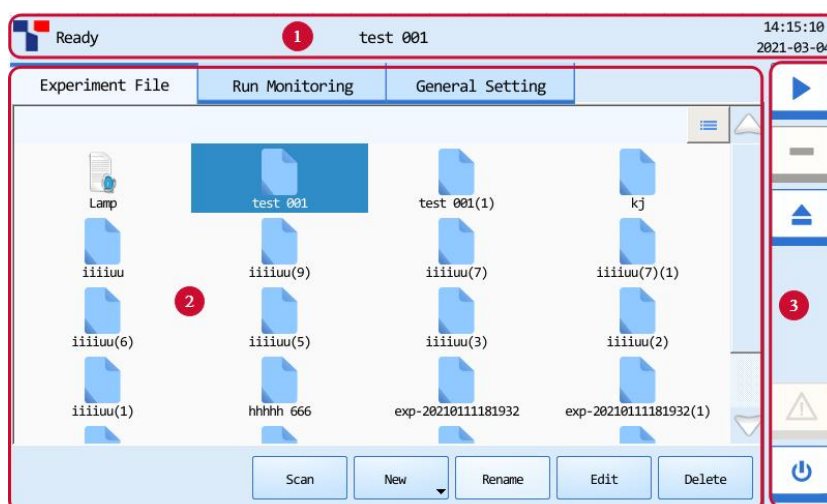 Ready 1 test 001 14:15:10
2021-03-04
Experiment File Run Monitoring General Setting
Lamp test 001 test 001(1) kj
iiiiuu iiiiuu(9) iiiiuu(7) iiiiuu(7)(1)
2 3
iiiiuu(6) iiiiuu(5) iiiiuu(3) iiiiuu(2)
iiiiuu(1) hhhhh 666 exp-20210111181932 exp-20210111181932(1)
Scan New Rename Edit Delete